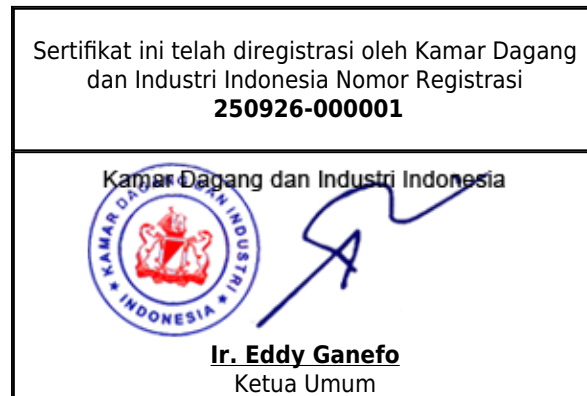 Sertifikat ini telah diregistrasi oleh Kamar Dagang
dan Industri Indonesia Nomor Registrasi
250926-000001
Kamar Dagang dan Industri Indonesia
KAMAR DAGANG DAN INDUSTRI
INDONESIA
Ir. Eddy Ganefo
Ketua Umum